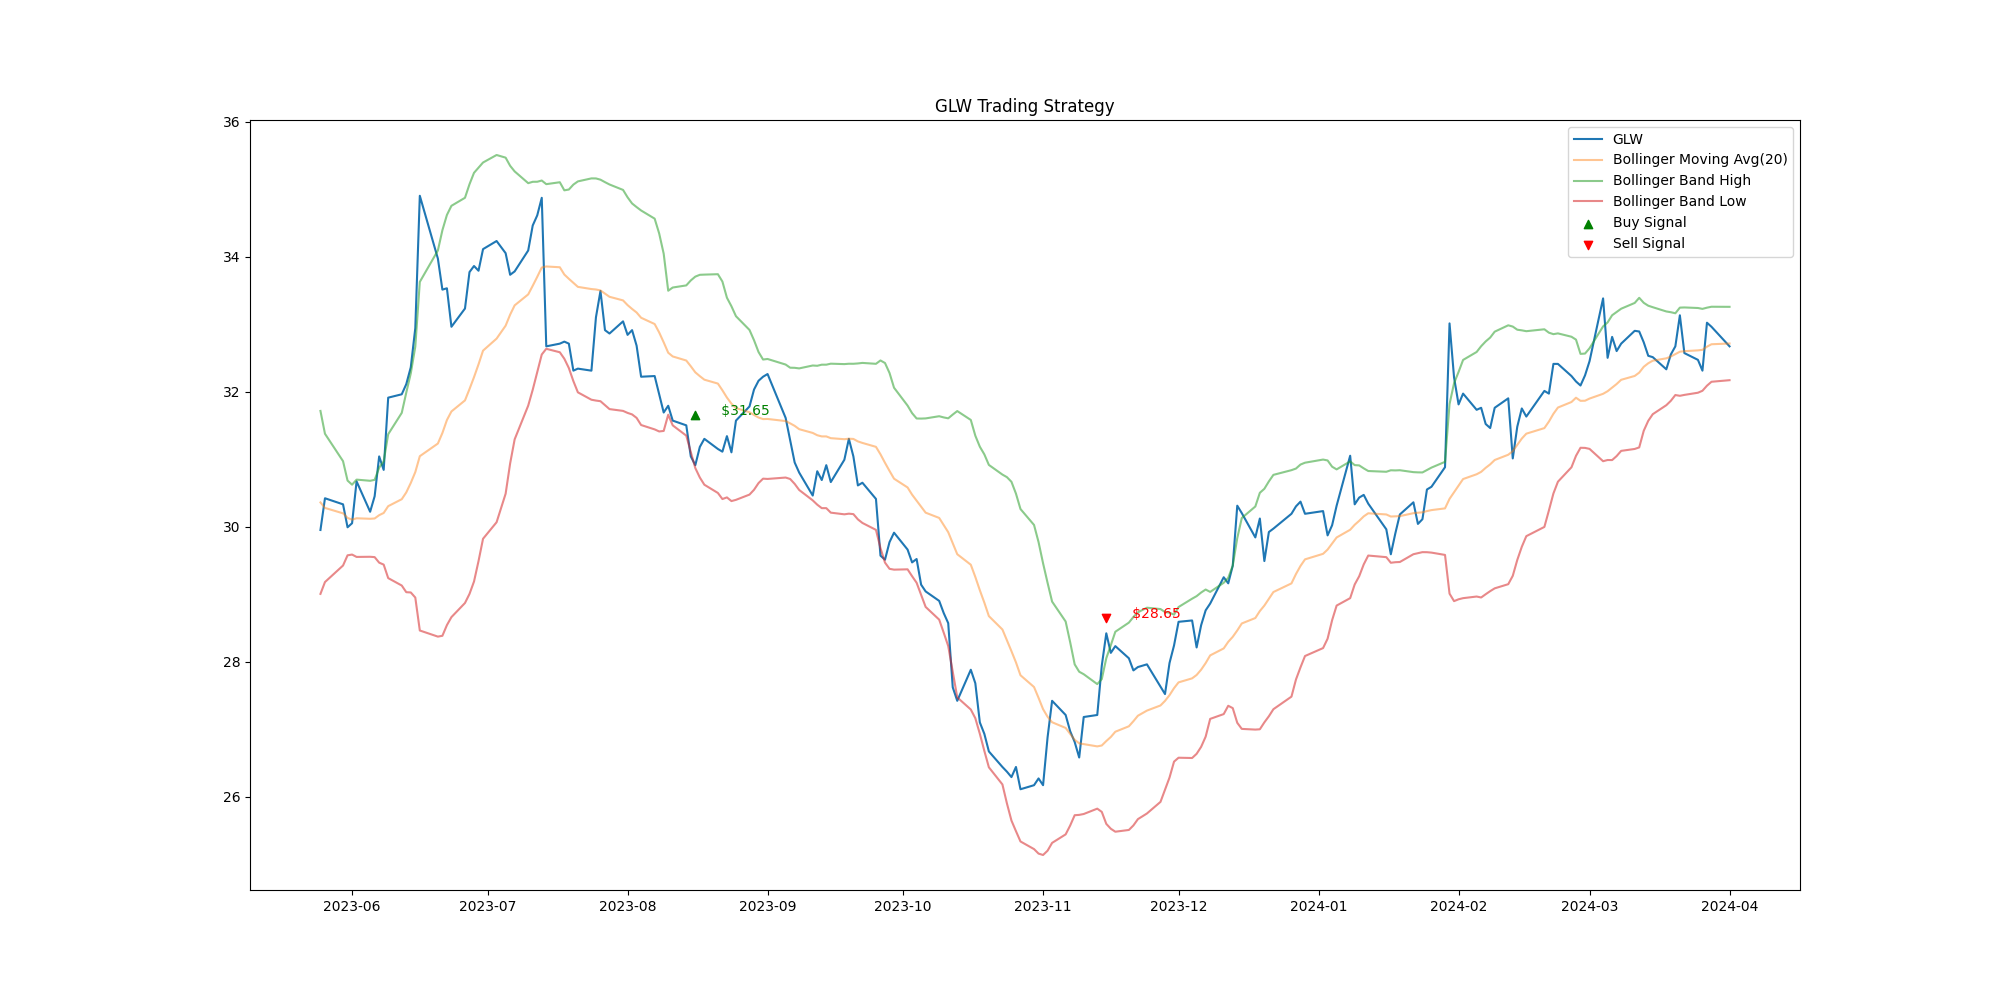 GLW Trading Strategy
36
34
32
30
28
26
GLW
Bollinger Moving Avg(20)
Bollinger Band High
Bollinger Band Low
Buy Signal
Sell Signal
$31.65
$28.65
2023-06 2023-07 2023-08 2023-09 2023-10 2023-11 2023-12 2024-01 2024-02 2024-03 2024-04